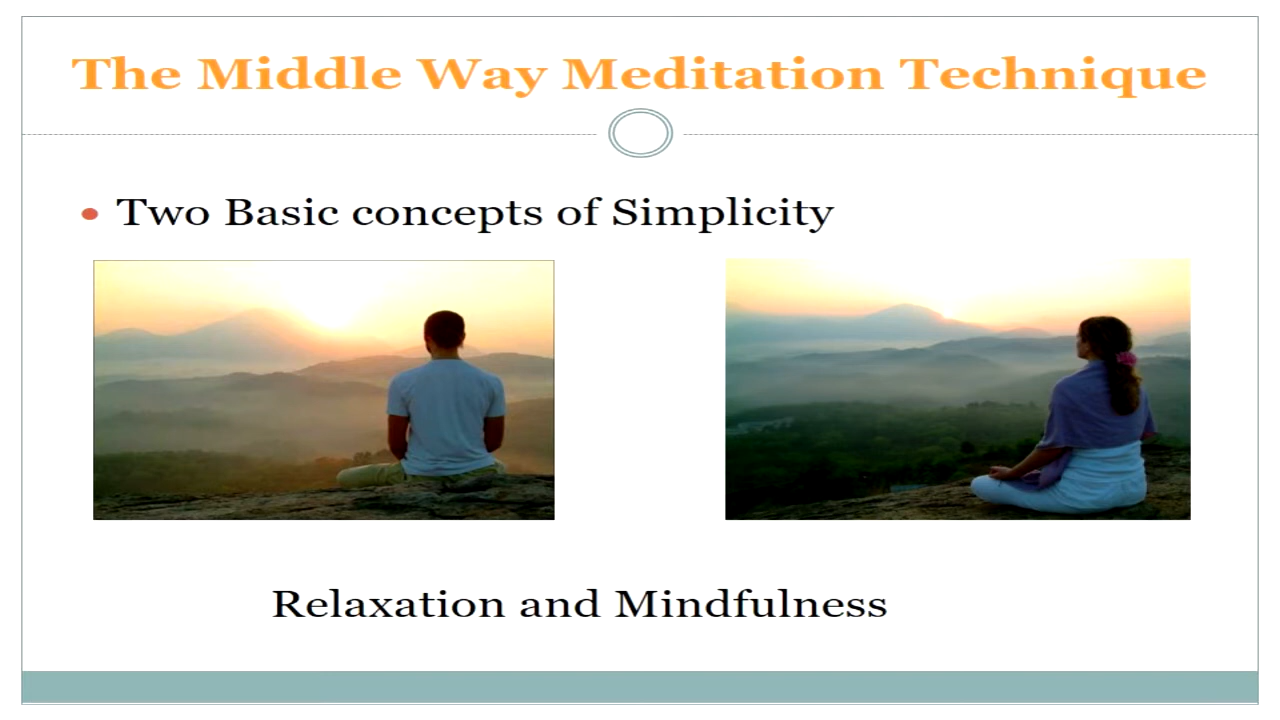 The Middle Way Meditation Technique
Two Basic concepts of Simplicity
Relaxation and Mindfulness